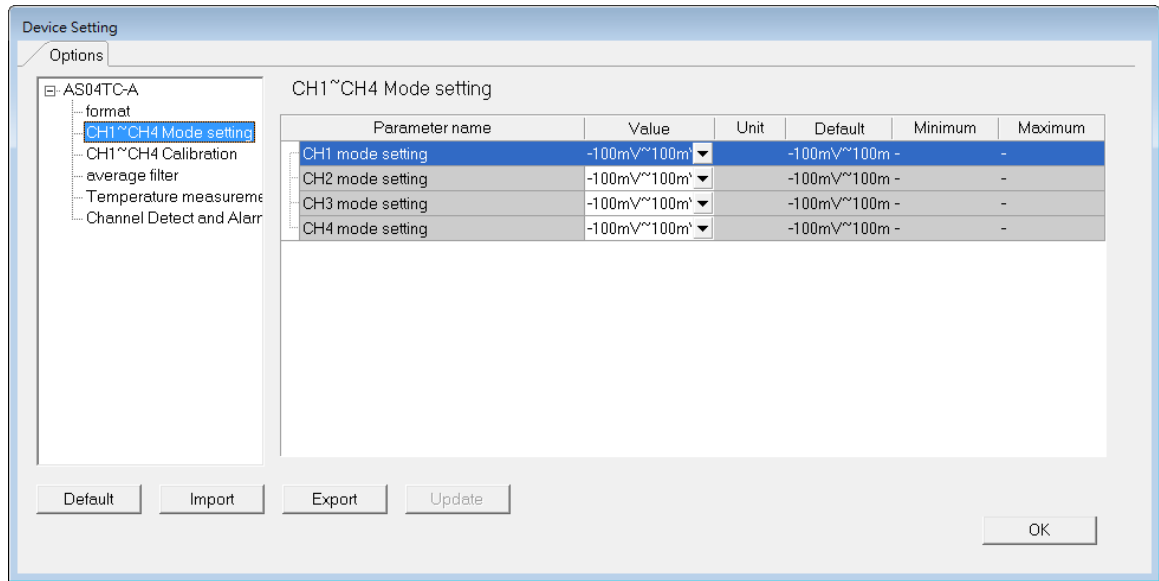 Device Setting
Options
AS04TC-A
format
CH1~CH4 Mode setting
CH1~CH4 Calibration
average filter
Temperature measureme
Channel Detect and Alarr
CH1~CH4 Mode setting
Parameter name Value Unit Default Minimum Maximum
CH1 mode setting -100mV~100m -100mV~100m - -
CH2 mode setting -100mV~100m -100mV~100m - -
CH3 mode setting -100mV~100m -100mV~100m - -
CH4 mode setting -100mV~100m -100mV~100m - -
Default Import Export Update
OK